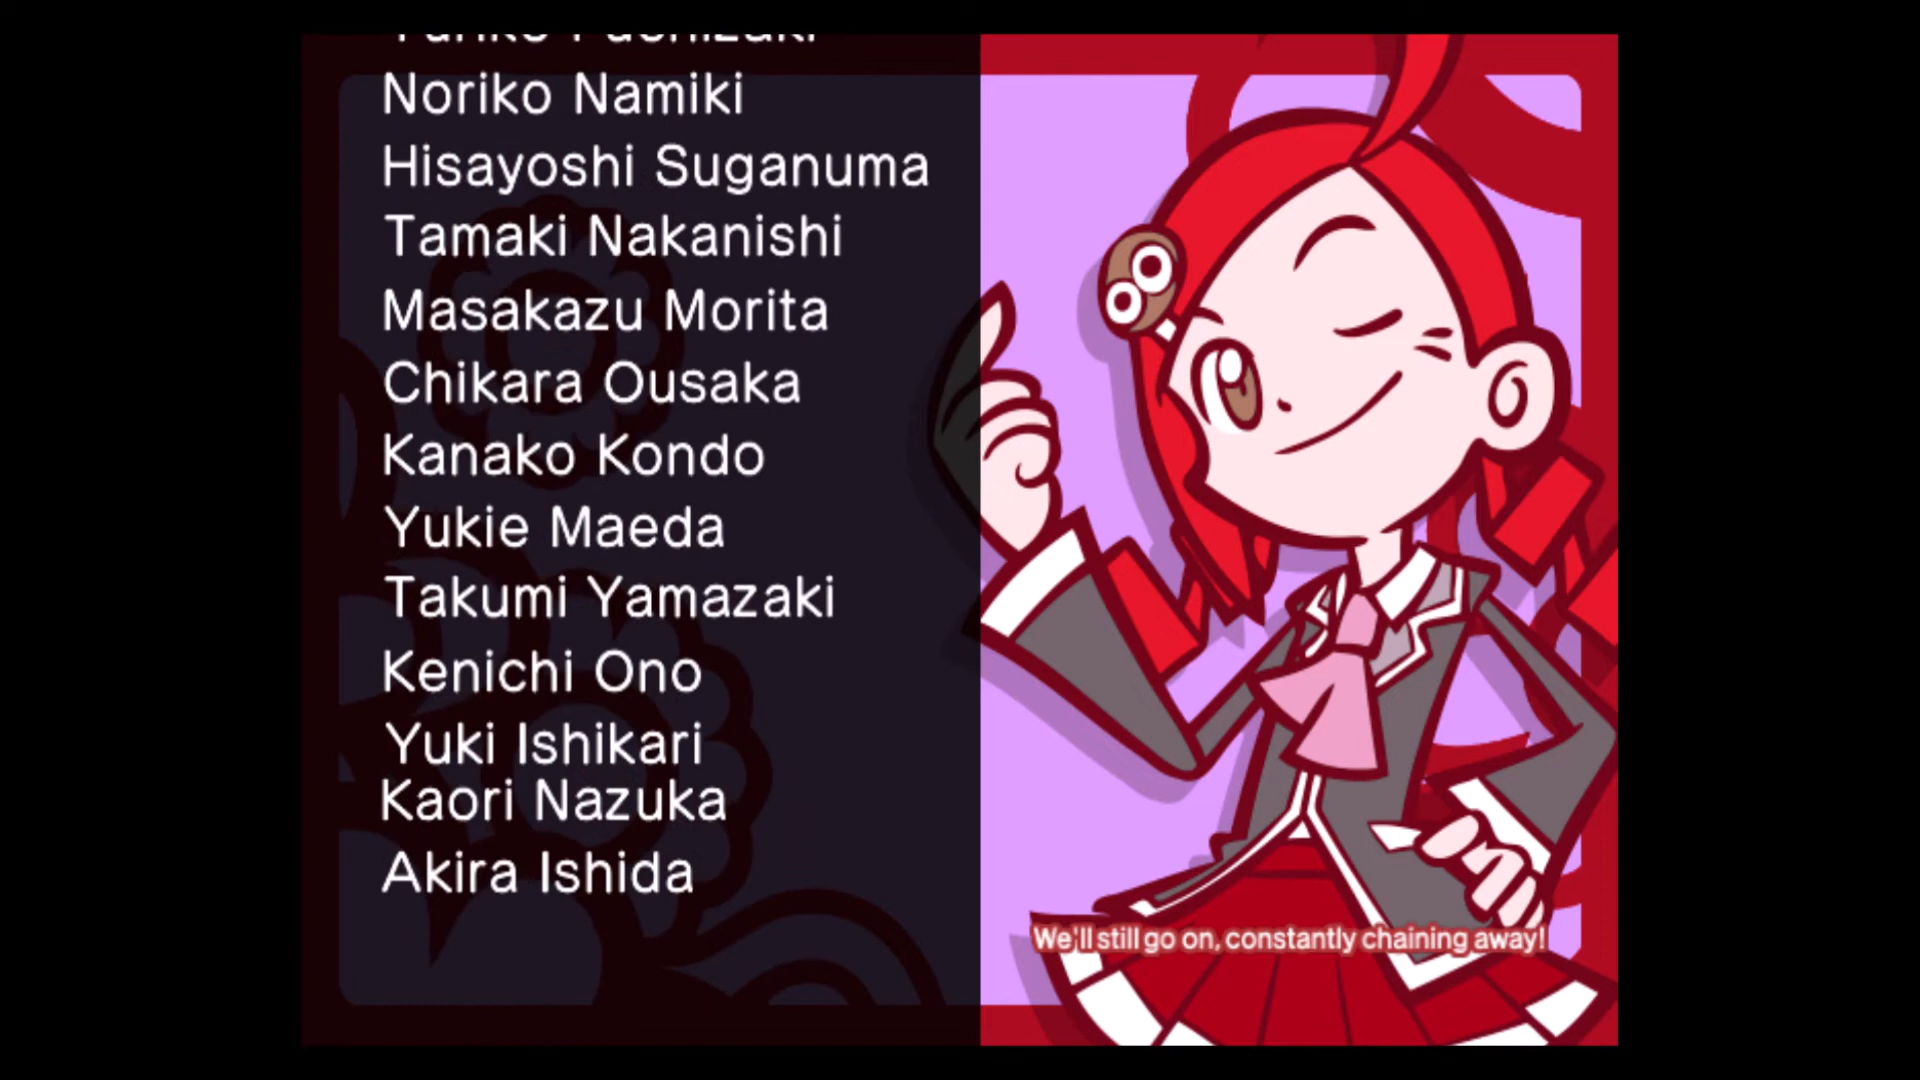 Noriko Namiki
Hisayoshi Suganuma
Tamaki Nakanishi
Masakazu Morita
Chikara Ousaka
Kanako Kondo
Yukie Maeda
Takumi Yamazaki
Kenichi Ono
Yuki Ishikari
Kaori Nazuka
Akira Ishida
We'll still go on, constantly chaining away!